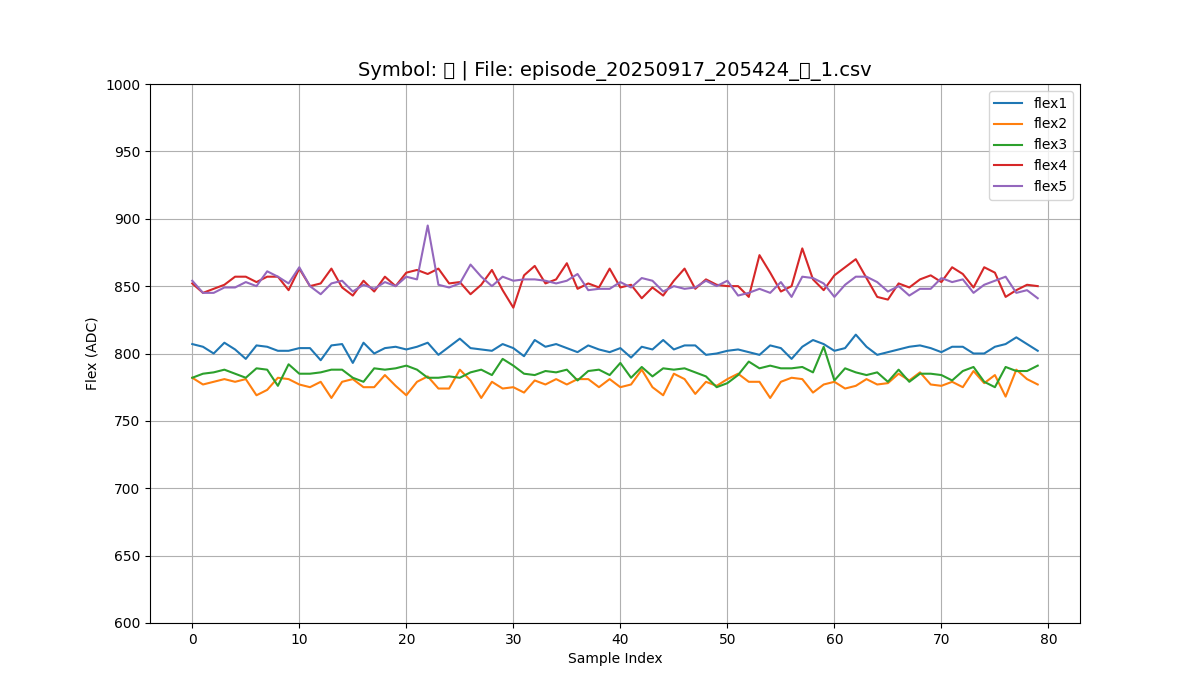 Symbol: | File: episode_20250917_205424_ _1.csv
flex1
flex2
flex3
flex4
flex5
1000
950
900
850
800
750
700
650
600
Flex (ADC)
0 10 20 30 40 50 60 70 80
Sample Index